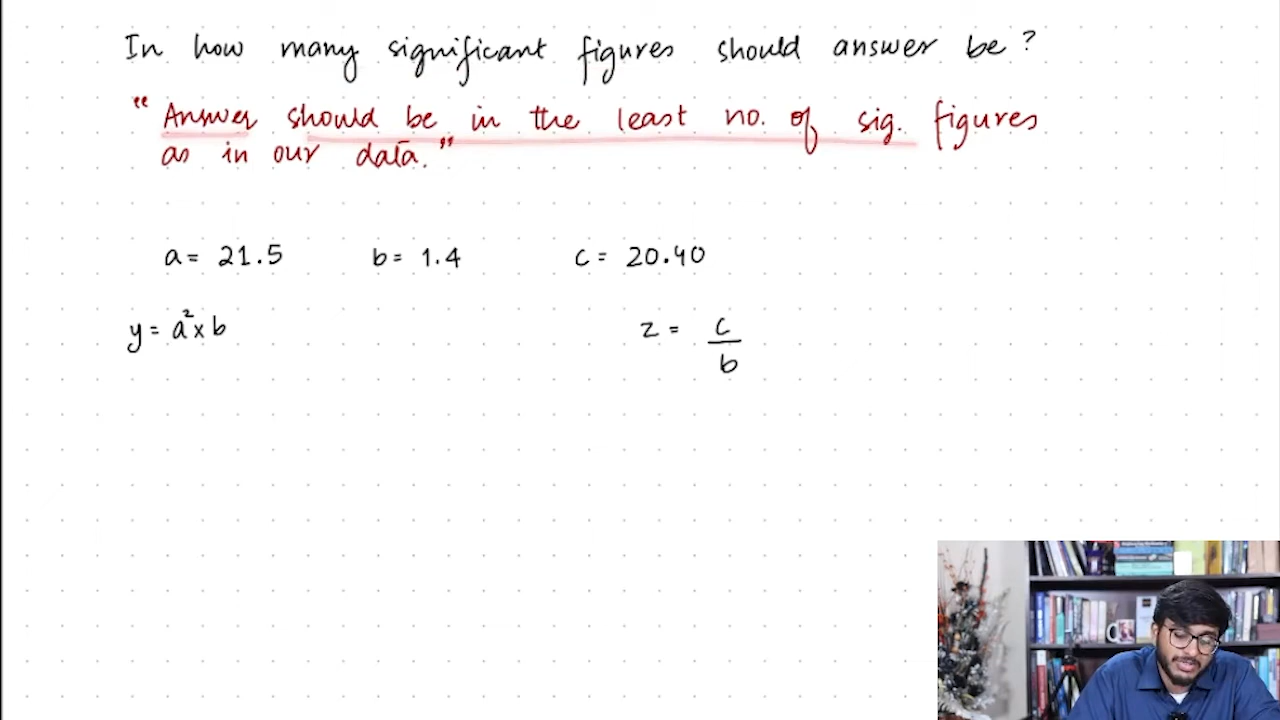 In how many significant figures should answer be?
"Answer should be in the least no. of sig. figures
as in our data."
a = 21.5 b = 1.4 c = 20.40
y = a² x b z = c/b